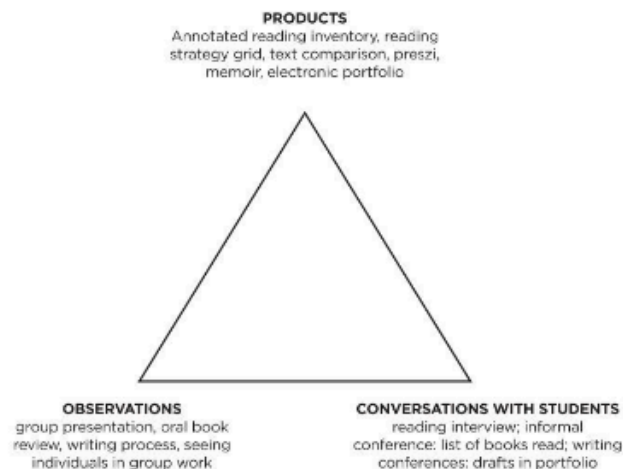 PRODUCTS
Annotated reading inventory, reading
strategy grid, text comparison, preszi,
memoir, electronic portfolio
OBSERVATIONS
group presentation, oral book
review, writing process, seeing
individuals in group work
CONVERSATIONS WITH STUDENTS
reading interview; informal
conference: list of books read; writing
conferences: drafts in portfolio